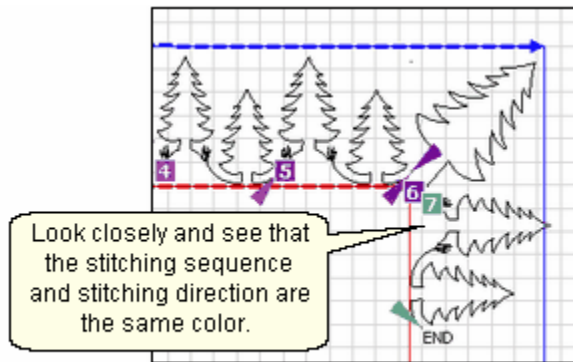 4
5
6
7
Look closely and see that
the stitching sequence
and stitching direction are
the same color.
END